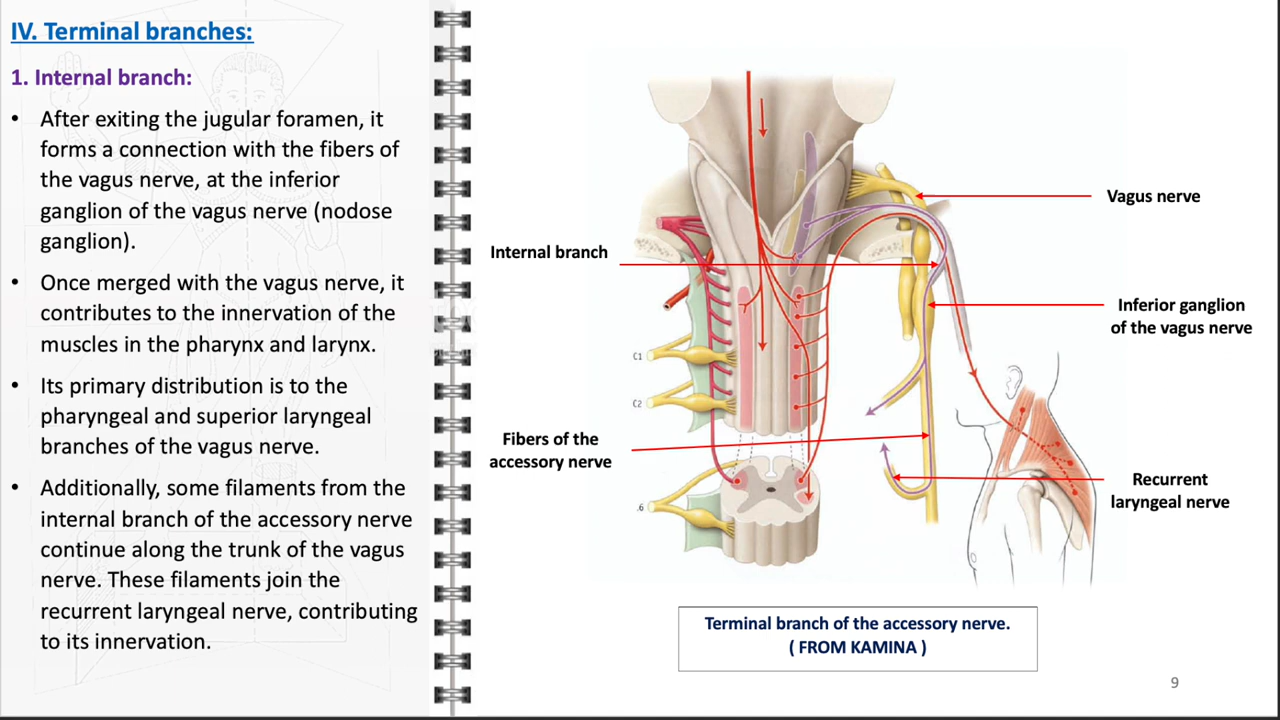 IV. Terminal branches:
1. Internal branch:
• After exiting the jugular foramen, it
forms a connection with the fibers of
the vagus nerve, at the inferior
ganglion of the vagus nerve (nodose
ganglion).
• Once merged with the vagus nerve, it
contributes to the innervation of the
muscles in the pharynx and larynx.
• Its primary distribution is to the
pharyngeal and superior laryngeal
branches of the vagus nerve.
• Additionally, some filaments from the
internal branch of the accessory nerve
continue along the trunk of the vagus
nerve. These filaments join the
recurrent laryngeal nerve, contributing
to its innervation.
Vagus nerve
Internal branch
Inferior ganglion
of the vagus nerve
C1
C2
Fibers of the
accessory nerve
Recurrent
laryngeal nerve
.6
Terminal branch of the accessory nerve.
( FROM KAMINA )
9